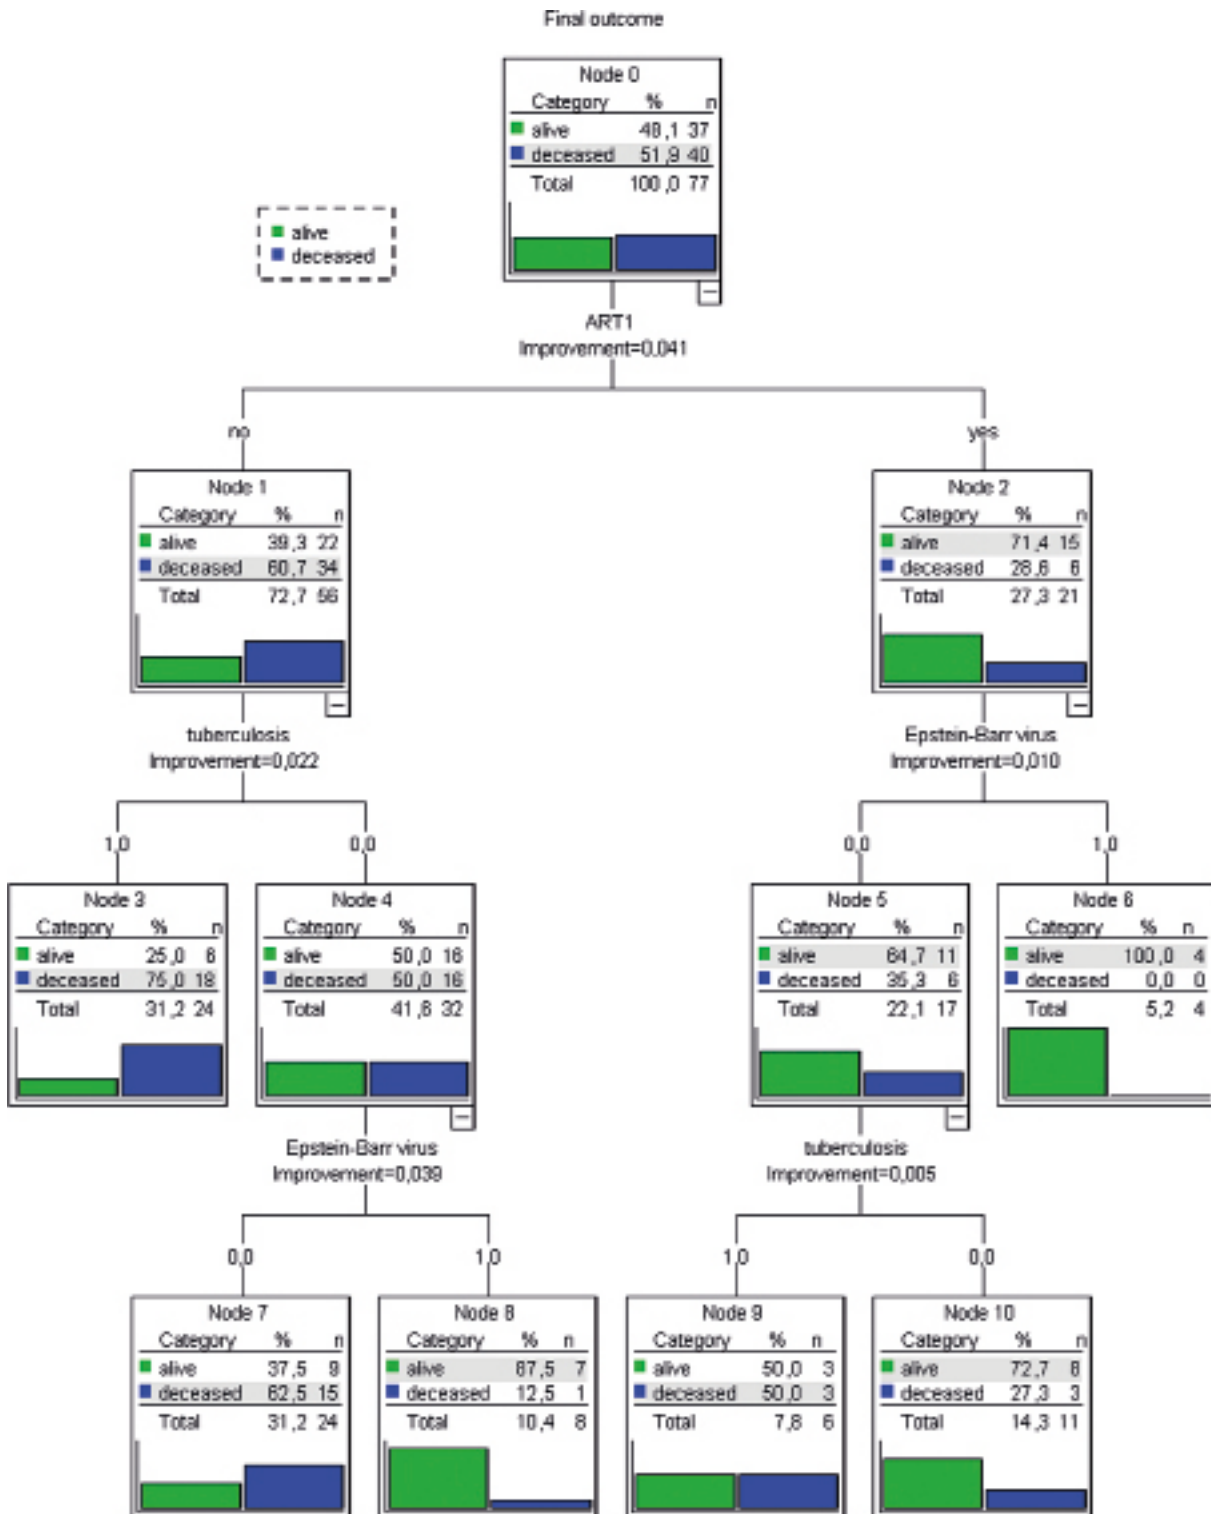 Final outcome
Node 0
Category % n
alive 48,1 37
deceased 51,9 40
Total 100,0 77
alive
deceased
ART1
Improvement=0,041
no
yes
Node 1
Category % n
alive 39,3 22
deceased 60,7 34
Total 72,7 56
Node 2
Category % n
alive 71,4 15
deceased 28,6 6
Total 27,3 21
tuberculosis
Improvement=0,022
Epstein-Barr virus
Improvement=0,010
1,0
0,0
0,0
1,0
Node 3
Category % n
alive 25,0 6
deceased 75,0 18
Total 31,2 24
Node 4
Category % n
alive 50,0 16
deceased 50,0 16
Total 41,6 32
Node 5
Category % n
alive 64,7 11
deceased 35,3 6
Total 22,1 17
Node 6
Category % n
alive 100,0 4
deceased 0,0 0
Total 5,2 4
Epstein-Barr virus
Improvement=0,039
tuberculosis
Improvement=0,005
0,0
1,0
1,0
0,0
Node 7
Category % n
alive 37,5 9
deceased 62,5 15
Total 31,2 24
Node 8
Category % n
alive 87,5 7
deceased 12,5 1
Total 10,4 8
Node 9
Category % n
alive 50,0 3
deceased 50,0 3
Total 7,8 6
Node 10
Category % n
alive 72,7 8
deceased 27,3 3
Total 14,3 11